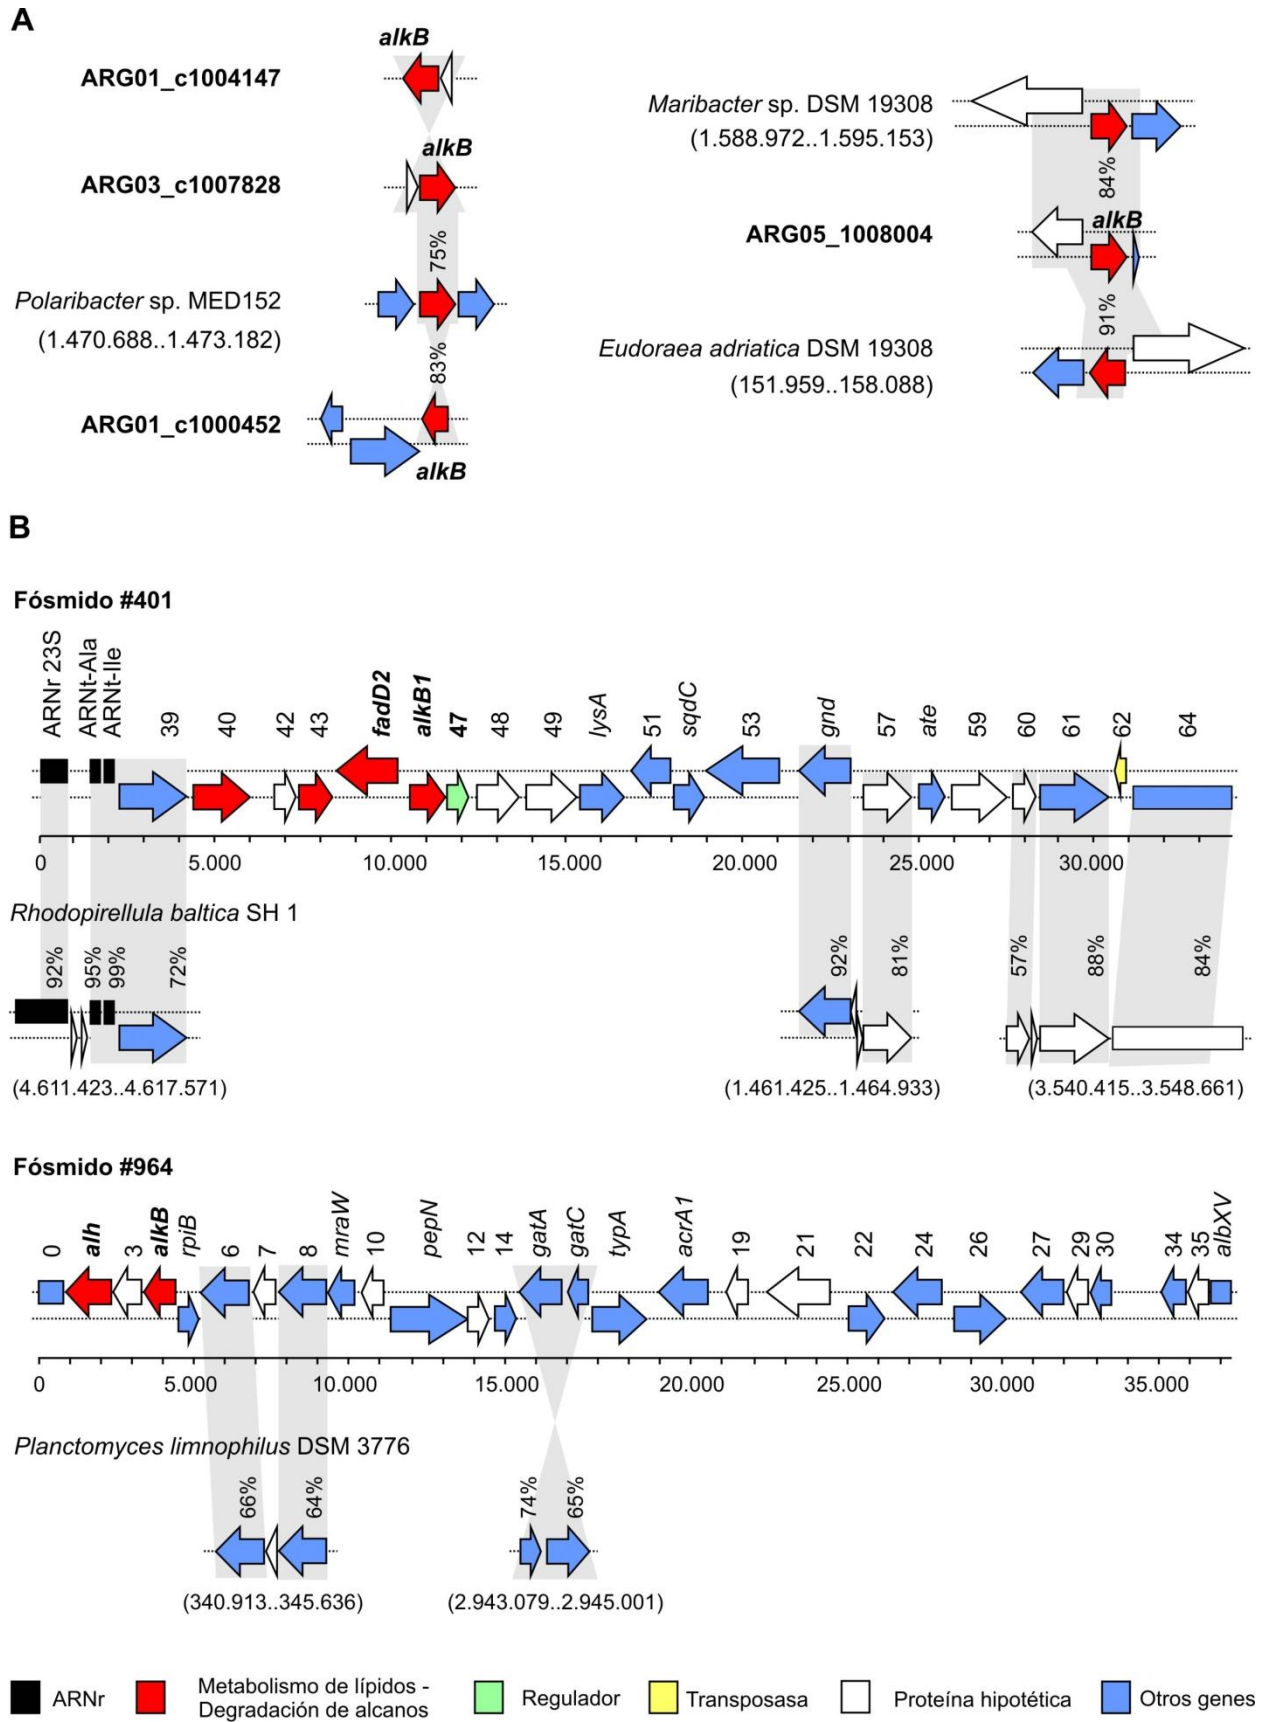 A
alkB
ARG01_c1004147
alkB
ARG03_c1007828
75%
Polaribacter sp. MED152
(1.470.688..1.473.182)
83%
ARG01_c1000452
alkB
Maribacter sp. DSM 19308
(1.588.972..1.595.153)
84%
alkB
ARG05_1008004
91%
Eudoraea adriatica DSM 19308
(151.959..158.088)
B
Fósmido #401
ARNr 23S ARNt-Ala ARNt-Ile 39 40 42 43 fadD2 alkB1 47 48 49 lysA 51 sqdC 53 gnd 57 ate 59 60 61 62 64
0 5.000 10.000 15.000 20.000 25.000 30.000
Rhodopirellula baltica SH 1
92% 95% 99% 72% 92% 81% 57% 88% 84%
(4.611.423..4.617.571) (1.461.425..1.464.933) (3.540.415..3.548.661)
Fósmido #964
0 alh 3 alkB rpiB 6 7 8 mraW 10 pepN 12 14 gatA gatC typA acrA1 19 21 22 24 26 27 29 30 34 35 albXV
0 5.000 10.000 15.000 20.000 25.000 30.000 35.000
Planctomyces limnophilus DSM 3776
66% 64% 74% 65%
(340.913..345.636) (2.943.079..2.945.001)
ARNr
Metabolismo de lípidos -
Degradación de alcanos
Regulador
Transposasa
Proteína hipotética
Otros genes